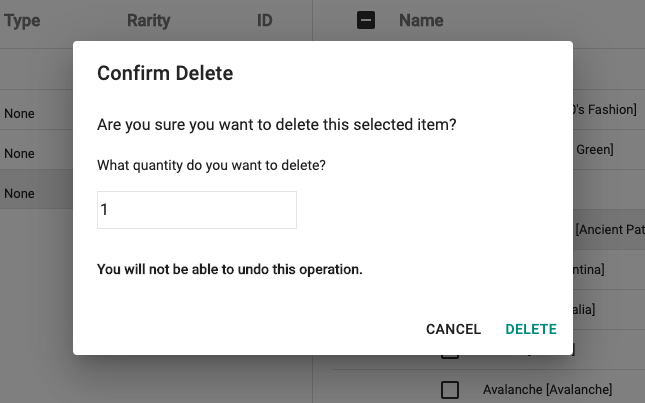 Type Rarity ID Name
Confirm Delete
Are you sure you want to delete this selected item?
None 's Fashion]
What quantity do you want to delete?
None Green]
None
1
[Ancient Pat
ntina]
You will not be able to undo this operation.
alia]
CANCEL DELETE
Avalanche [Avalanche]